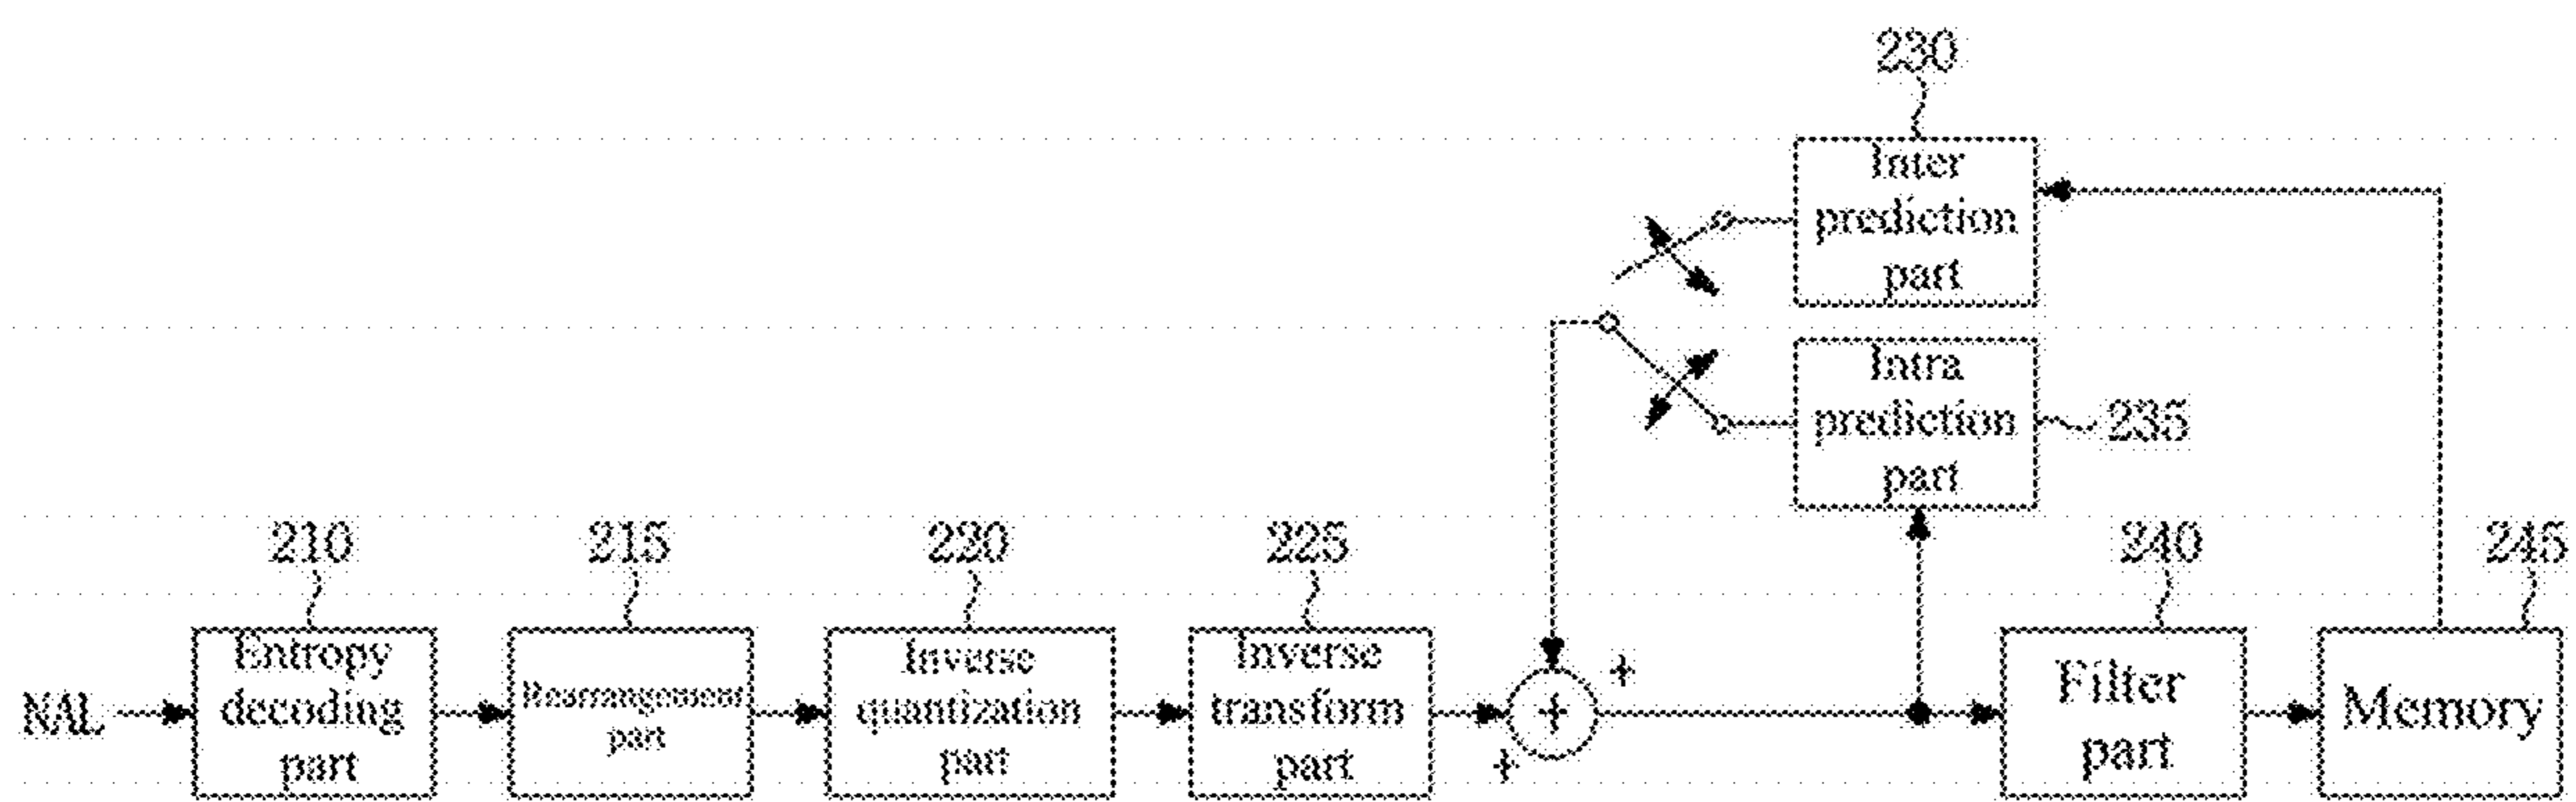 230
Inter
prediction
part
Intra
prediction
part
235
210
215
220
225
240
245
NAL
Entropy
decoding
part
Rearrangement
part
Inverse
quantization
part
Inverse
transform
part
+
+
+
Filter
part
Memory